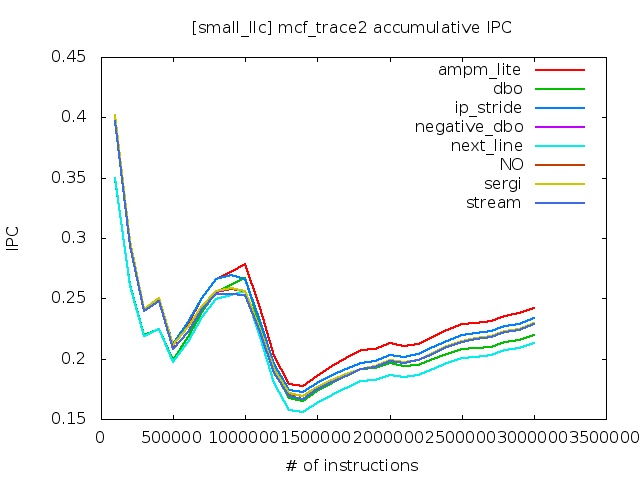 [small_llc] mcf_trace2 accumulative IPC
0.45
0.4
0.35
0.3
0.25
0.2
0.15
IPC
ampm_lite
dbo
ip_stride
negative_dbo
next_line
NO
sergi
stream
0 500000 1000000 1500000 2000000 2500000 3000000 3500000
# of instructions